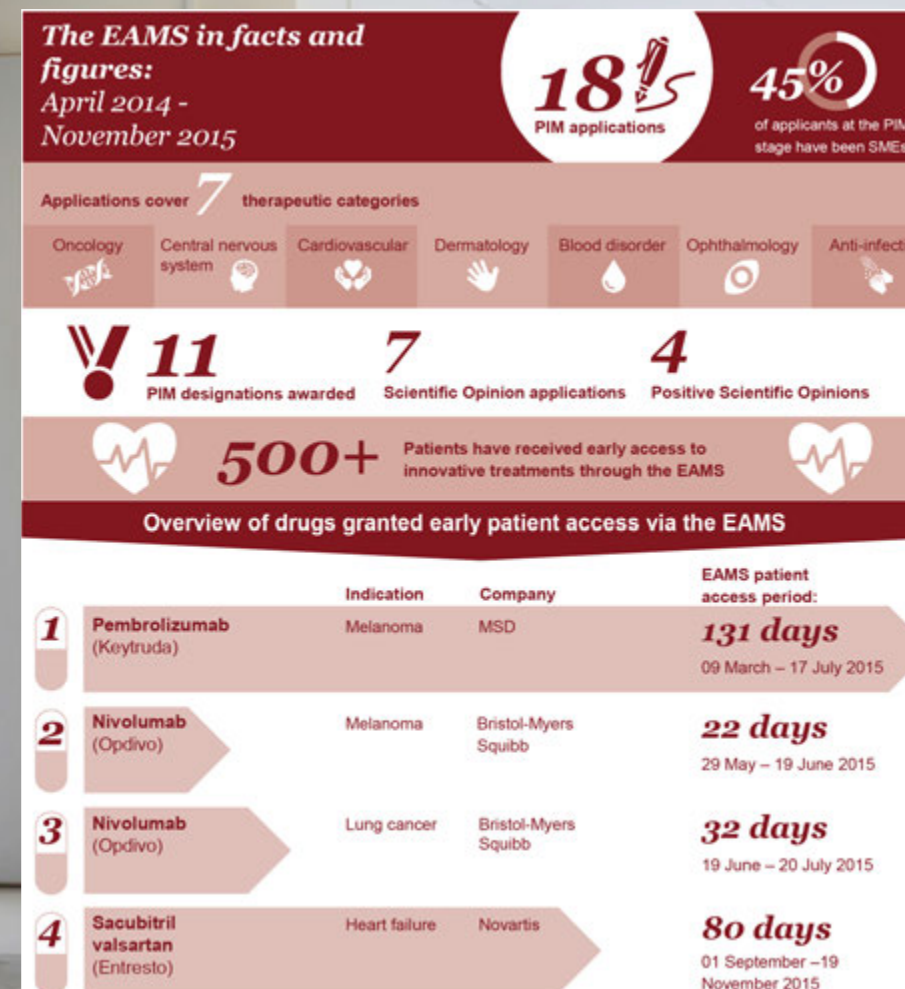 The EAMS in facts and
figures:
April 2014 -
November 2015
18
PIM applications
45%
of applicants at the PIM
stage have been SMEs
Applications cover 7 therapeutic categories
Oncology
Central nervous
system
Cardiovascular
Dermatology
Blood disorder
Ophthalmology
Anti-infecti
11
PIM designations awarded
7
Scientific Opinion applications
4
Positive Scientific Opinions
500+
Patients have received early access to
innovative treatments through the EAMS
Overview of drugs granted early patient access via the EAMS
Indication
Company
EAMS patient
access period:
1
Pembrolizumab
(Keytruda)
Melanoma
MSD
131 days
09 March – 17 July 2015
2
Nivolumab
(Opdivo)
Melanoma
Bristol-Myers
Squibb
22 days
29 May – 19 June 2015
3
Nivolumab
(Opdivo)
Lung cancer
Bristol-Myers
Squibb
32 days
19 June – 20 July 2015
4
Sacubitril
valsartan
(Entresto)
Heart failure
Novartis
80 days
01 September –19
November 2015